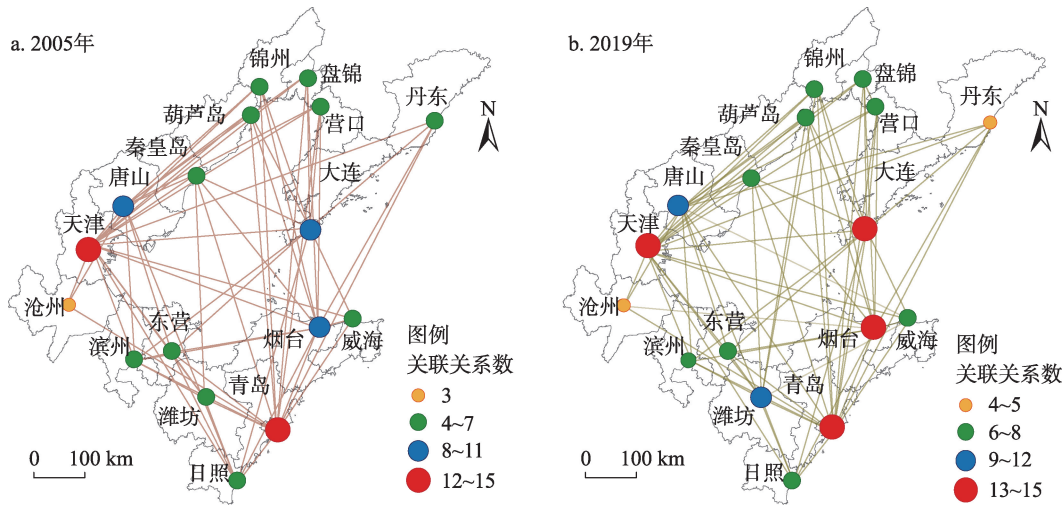 a. 2005年
锦州
盘锦
丹东
葫芦岛
营口
N
秦皇岛
唐山
大连
天津
沧州
东营
滨州
烟台
威海
青岛
潍坊
日照
0 100 km
图例
关联关系数
3
4~7
8~11
12~15
b. 2019年
锦州
盘锦
丹东
葫芦岛
营口
N
秦皇岛
唐山
大连
天津
沧州
东营
滨州
烟台
威海
青岛
潍坊
日照
0 100 km
图例
关联关系数
4~5
6~8
9~12
13~15